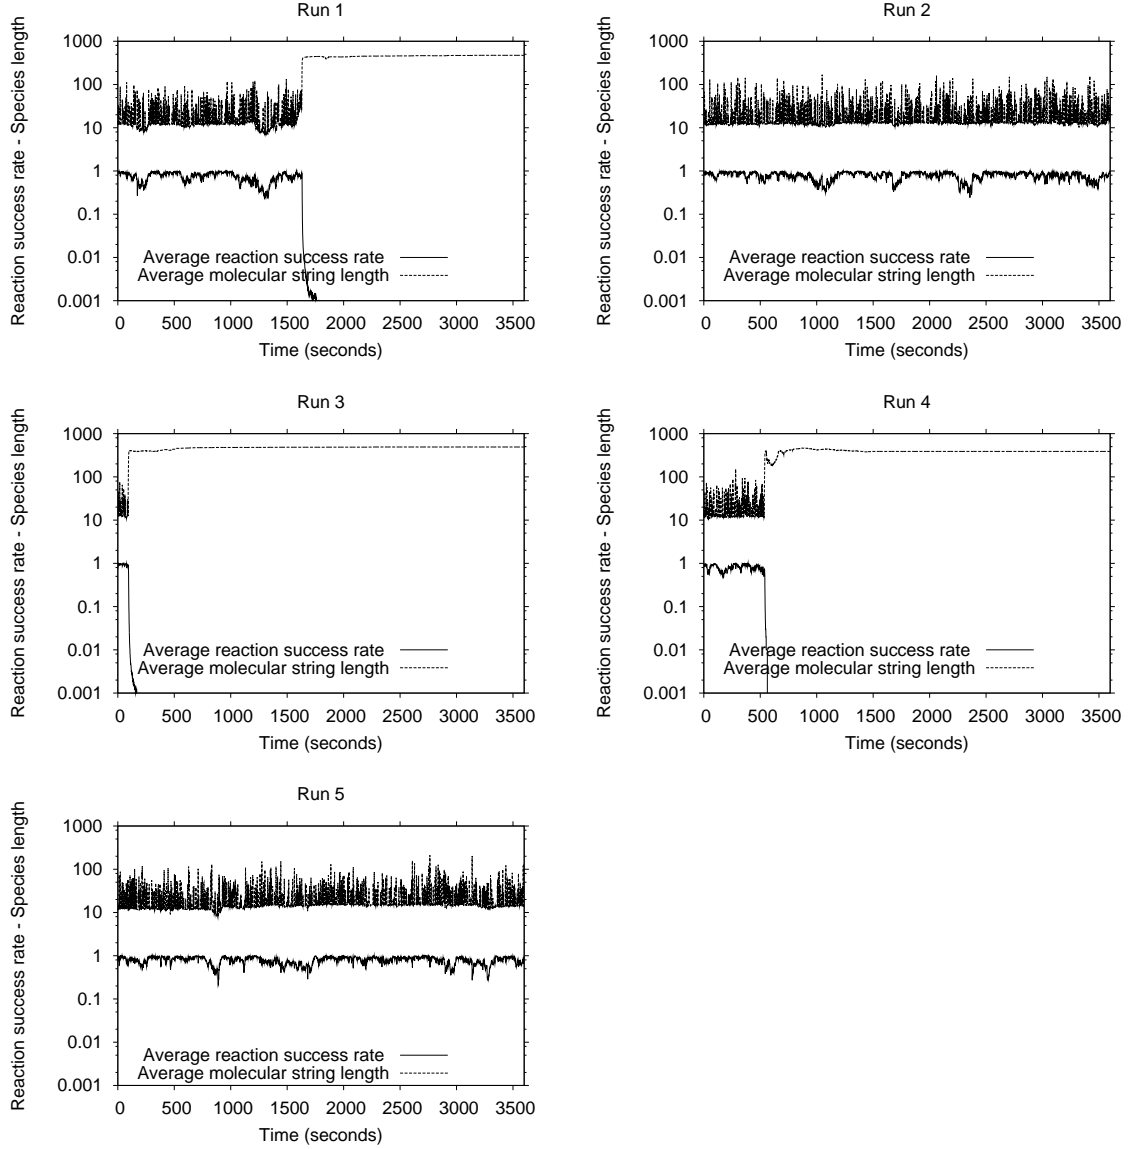 Run 1
Reaction success rate - Species length
1000
100
10
1
0.1
0.01
0.001
Average reaction success rate
Average molecular string length
0 500 1000 1500 2000 2500 3000 3500
Time (seconds)
Run 2
Reaction success rate - Species length
1000
100
10
1
0.1
0.01
0.001
Average reaction success rate
Average molecular string length
0 500 1000 1500 2000 2500 3000 3500
Time (seconds)
Run 3
Reaction success rate - Species length
1000
100
10
1
0.1
0.01
0.001
Average reaction success rate
Average molecular string length
0 500 1000 1500 2000 2500 3000 3500
Time (seconds)
Run 4
Reaction success rate - Species length
1000
100
10
1
0.1
0.01
0.001
Average reaction success rate
Average molecular string length
0 500 1000 1500 2000 2500 3000 3500
Time (seconds)
Run 5
Reaction success rate - Species length
1000
100
10
1
0.1
0.01
0.001
Average reaction success rate
Average molecular string length
0 500 1000 1500 2000 2500 3000 3500
Time (seconds)